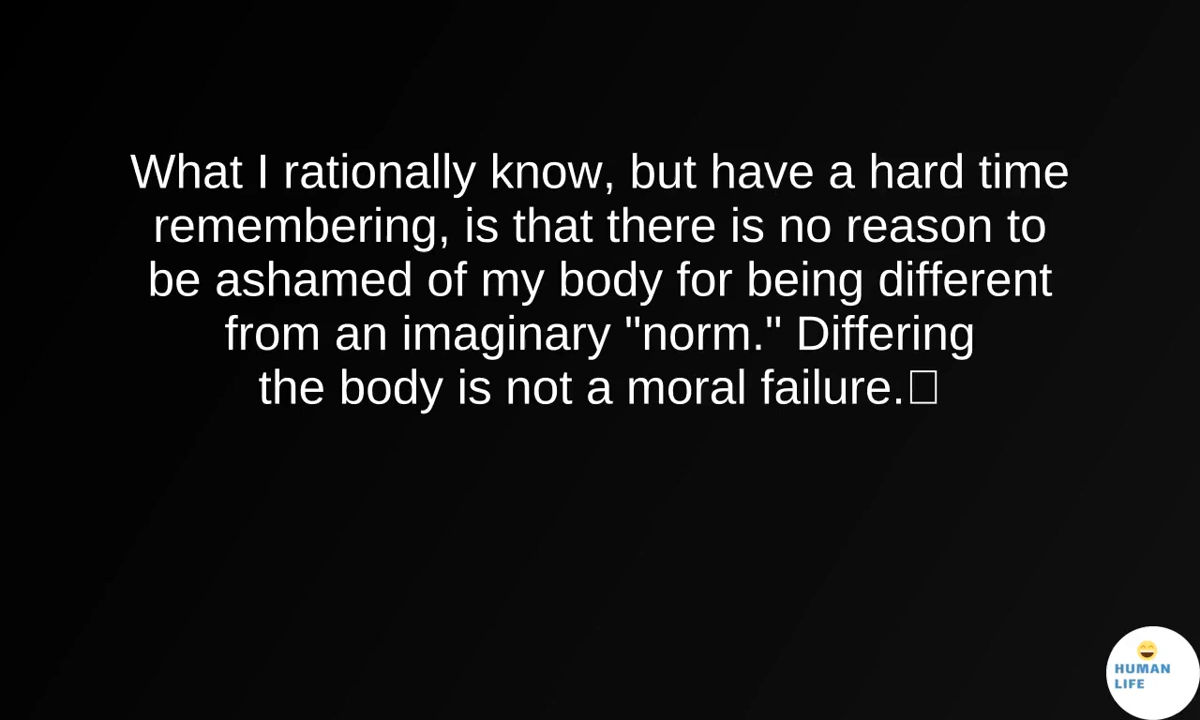 What I rationally know, but have a hard time
remembering, is that there is no reason to
be ashamed of my body for being different
from an imaginary "norm." Differing
the body is not a moral failure.
HUMAN
LIFE